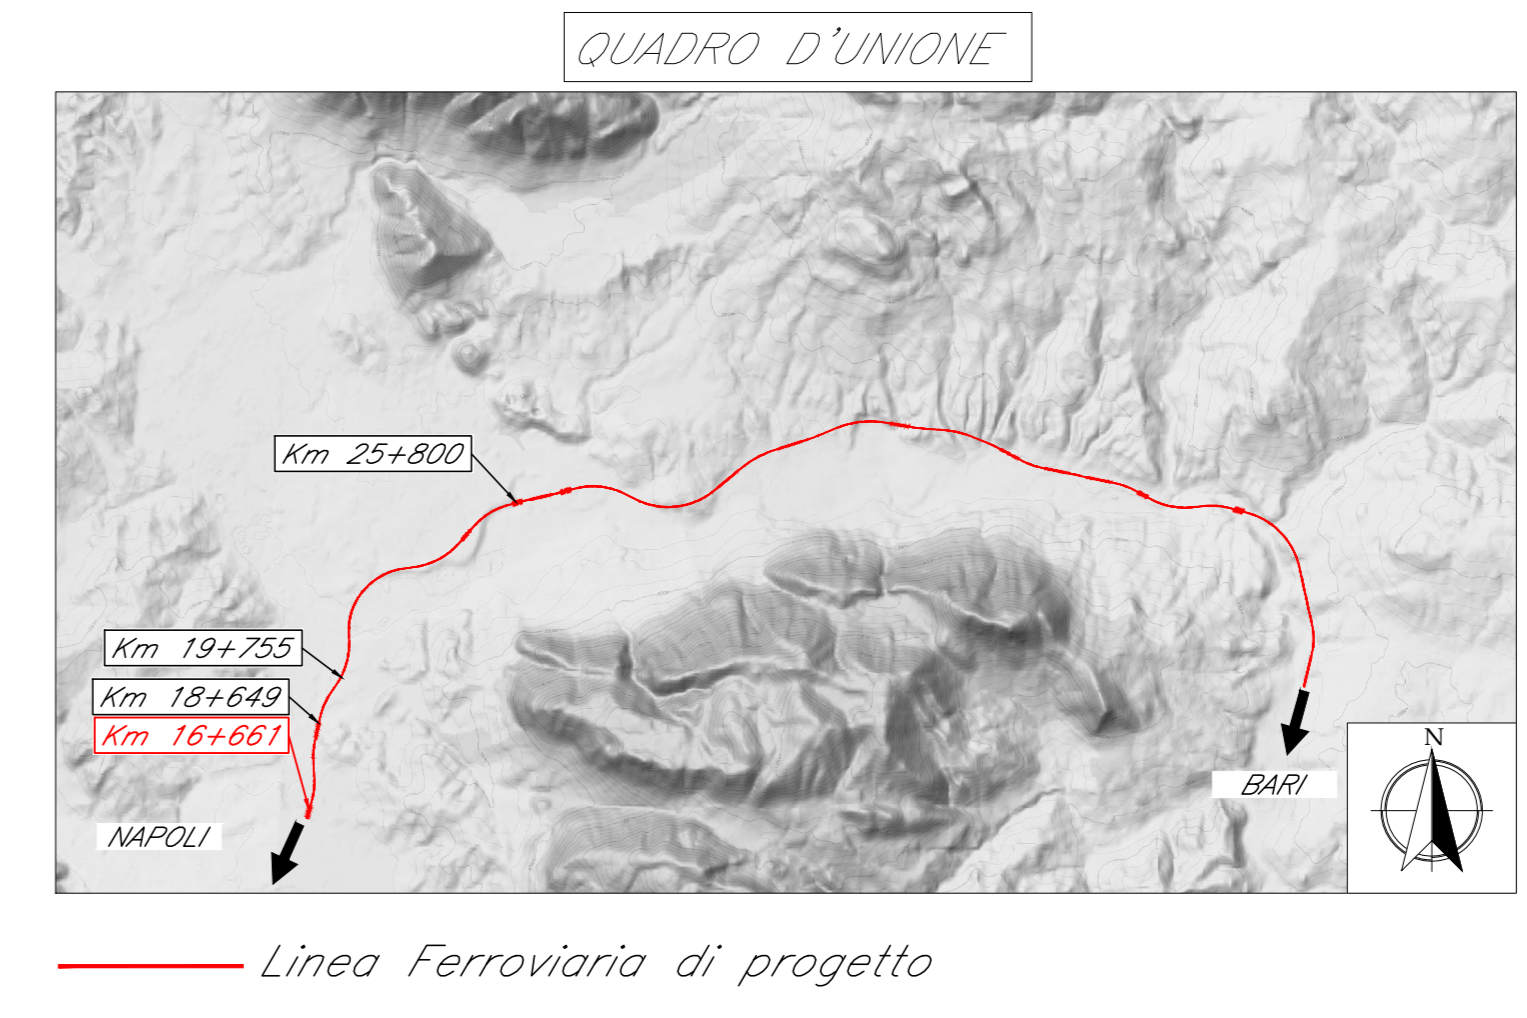 QUADRO D'UNIONE
Km 25+800
Km 19+755
Km 18+649
Km 16+661
NAPOLI
BARI
N
Linea Ferroviaria di progetto